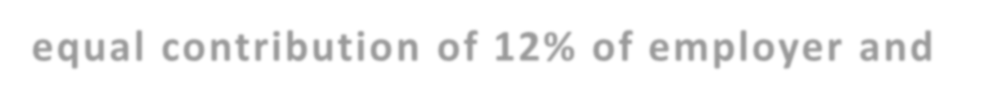 equal contribution of 12% of employer and